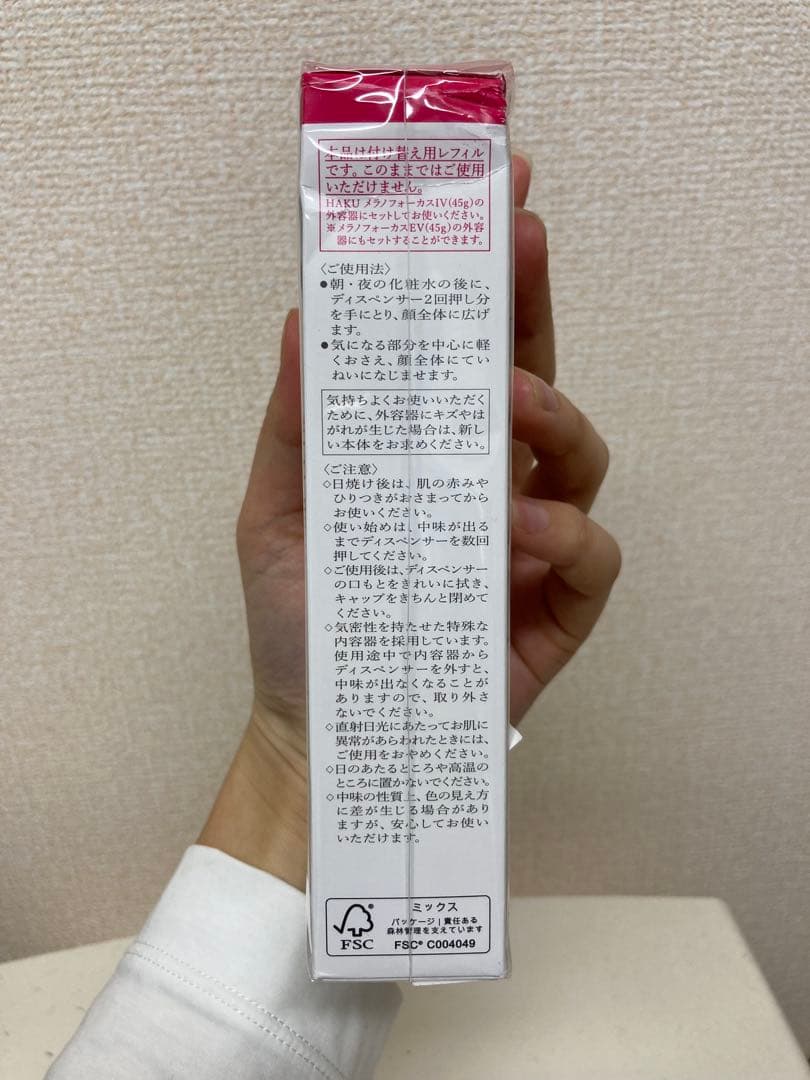 本品は付け替え用レフィル
です。このままではご使用
いただけません。
HAKU メラノフォーカスIV(45g)の
外容器にセットしてお使いください。
※メラノフォーカスEV(45g)の外容
器にもセットすることができます。
〈ご使用法〉
●朝・夜の化粧水の後に、
ディスペンサー2回押し分
を手にとり、顔全体に広げ
ます。
●気になる部分を中心に軽
くおさえ、顔全体にてい
ねいになじませます。
気持ちよくお使いいただく
ために、外容器にキズやは
がれが生じた場合は、新し
い本体をお求めください。
〈ご注意〉
◇日焼け後は、肌の赤みや
ひりつきがおさまってから
お使いください。
◇使い始めは、中味が出る
までディスペンサーを数回
押してください。
◇ご使用後は、ディスペンサー
の口もとをきれいに拭き、
キャップをきちんと閉めて
ください。
◇気密性を持たせた特殊な
内容器を採用しています。
使用途中で内容器から
ディスペンサーを外すと、
中味が出なくなることが
ありますので、取り外さ
ないでください。
◇直射日光にあたってお肌に
異常があらわれたときには、
ご使用をおやめください。
◇日のあたるところや高温の
ところに置かないでください。
◇中味の性質上、色の見え方
に差が生じる場合があり
ますが、安心してお使い
いただけます。
ミックス
パッケージ|責任ある
森林管理を支えています
FSC
FSC® C004049